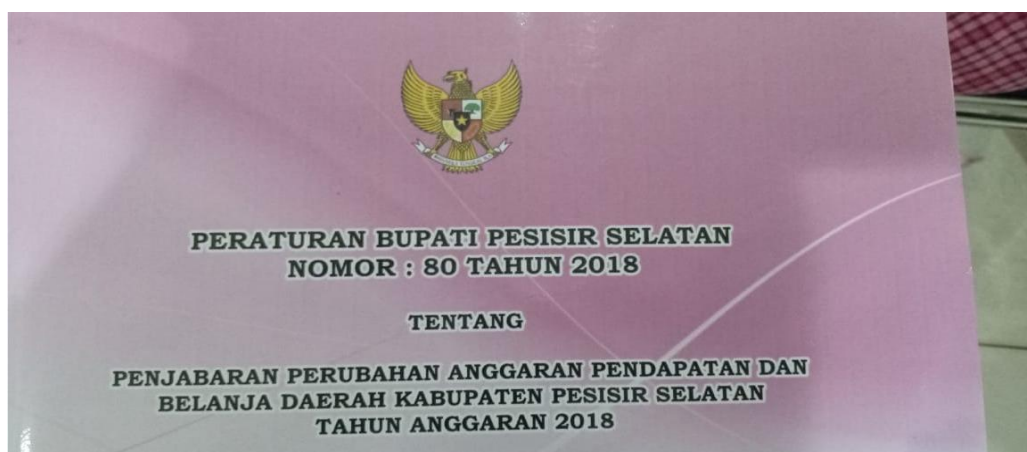 PERATURAN BUPATI PESISIR SELATAN
NOMOR : 80 TAHUN 2018
TENTANG
PENJABARAN PERUBAHAN ANGGARAN PENDAPATAN DAN
BELANJA DAERAH KABUPATEN PESISIR SELATAN
TAHUN ANGGARAN 2018